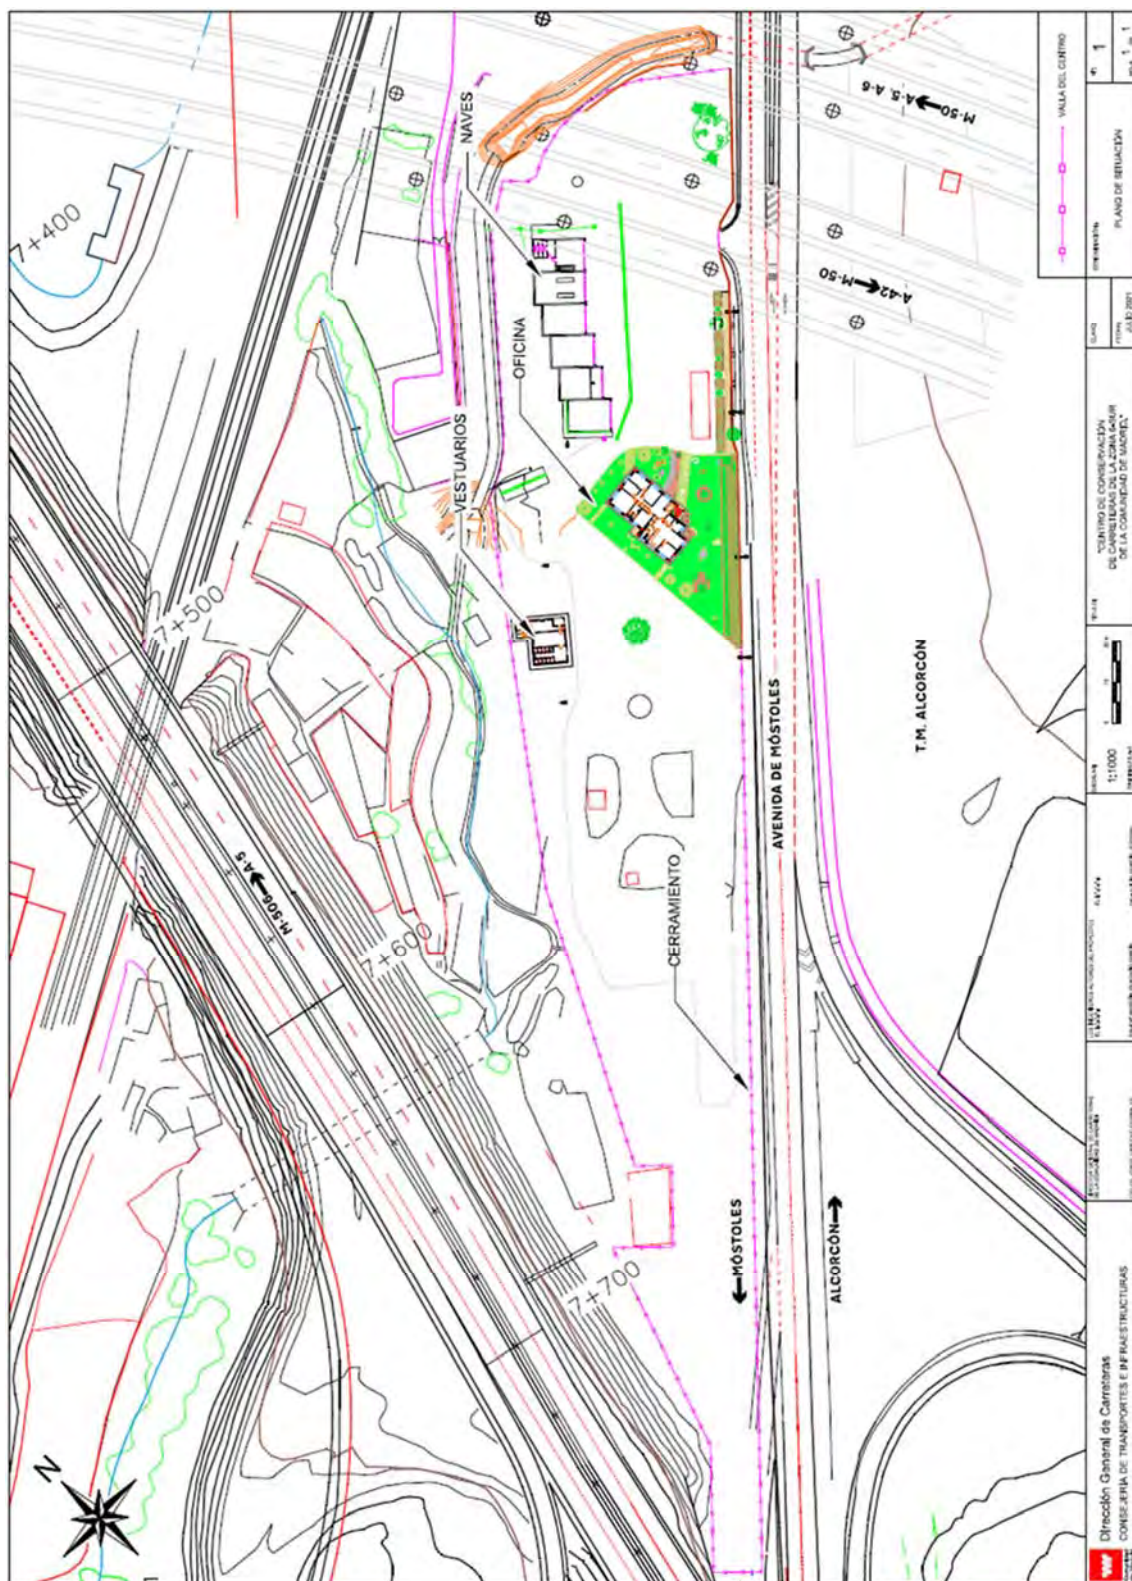 7+400
NAVES
M-50 → A-5, A-6
VALLA DEL CENTRO
OFICINA
A-42 → M-50
VESTUARIOS
7+500
AVENIDA DE MÓSTOLES
T.M. ALCORCÓN
M-506 → A-5
7+600
CERRAMIENTO
7+700
← MÓSTOLES
ALCORCÓN →
N
Dirección General de Carreteras
CONSEJERÍA DE TRANSPORTES E INFRAESTRUCTURAS
1:1000
"CENTRO DE CONSERVACIÓN
DE CARRETERAS DE LA ZONA 6-SUR
DE LA COMUNIDAD DE MADRID."
JULIO 2021
PLANO DE SITUACIÓN
1